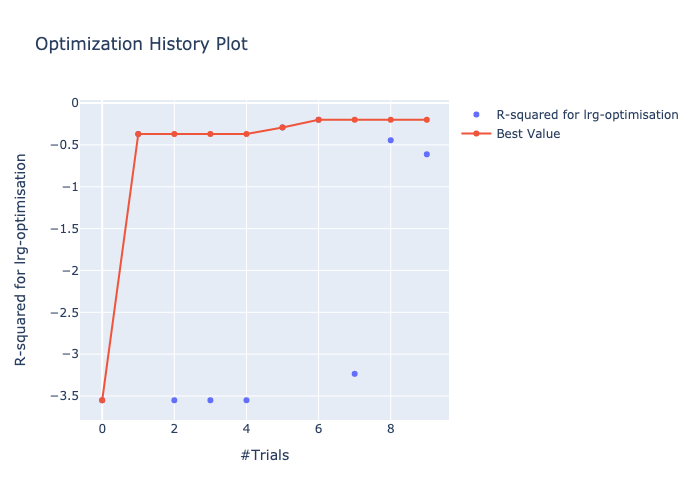 Optimization History Plot
R-squared for lrg-optimisation
Best Value
0
−0.5
−1
−1.5
−2
−2.5
−3
−3.5
R-squared for lrg-optimisation
0
2
4
6
8
#Trials